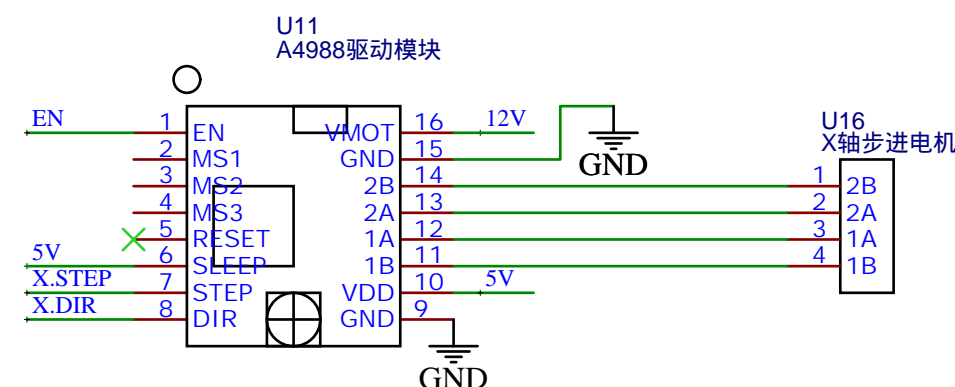 U11
A4988驱动模块
EN 1 EN VMOT 16 12V
2 MS1 GND 15 GND
3 MS2 2B 14
4 MS3 2A 13
5 RESET 1A 12
5V 6 SLEEP 1B 11
X.STEP 7 STEP VDD 10 5V
X.DIR 8 DIR GND 9
GND
U16
X轴步进电机
1 2B
2 2A
3 1A
4 1B